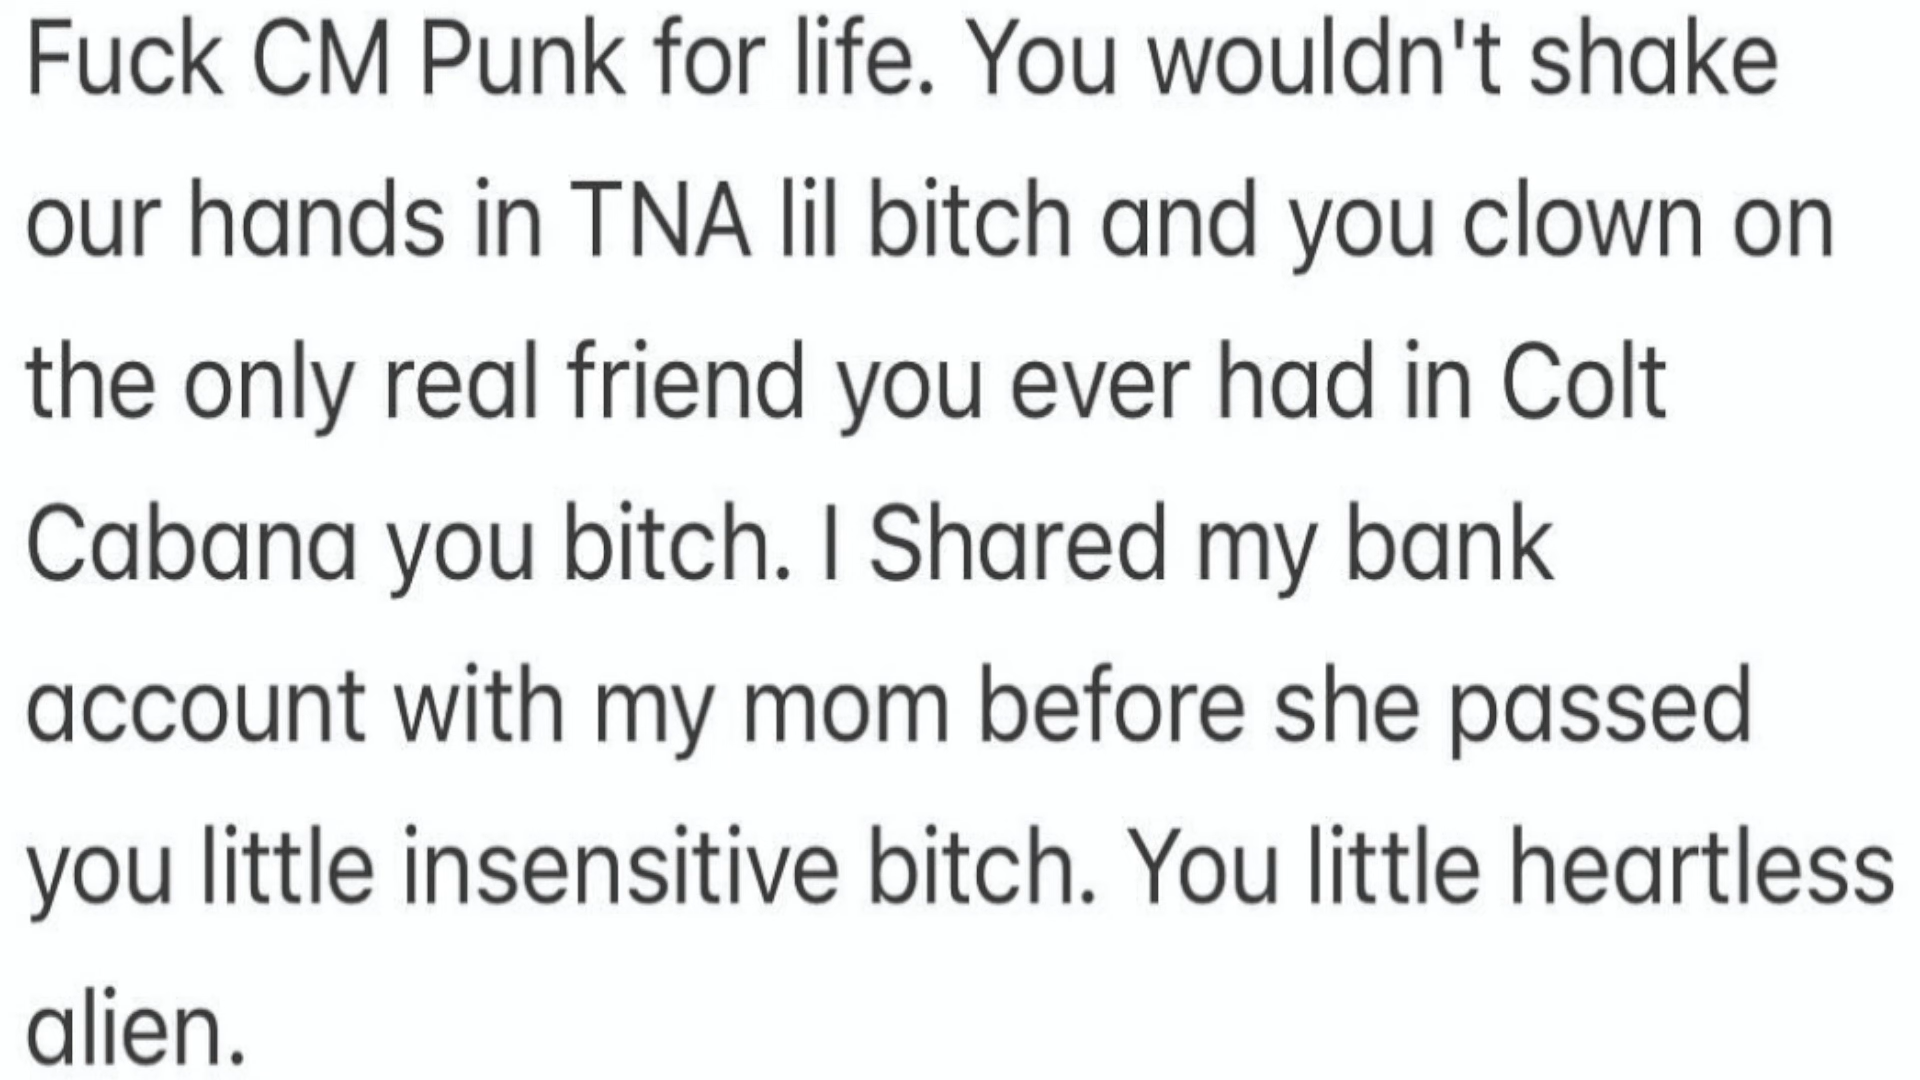 Fuck CM Punk for life. You wouldn't shake
our hands in TNA lil bitch and you clown on
the only real friend you ever had in Colt
Cabana you bitch. I Shared my bank
account with my mom before she passed
you little insensitive bitch. You little heartless
alien.